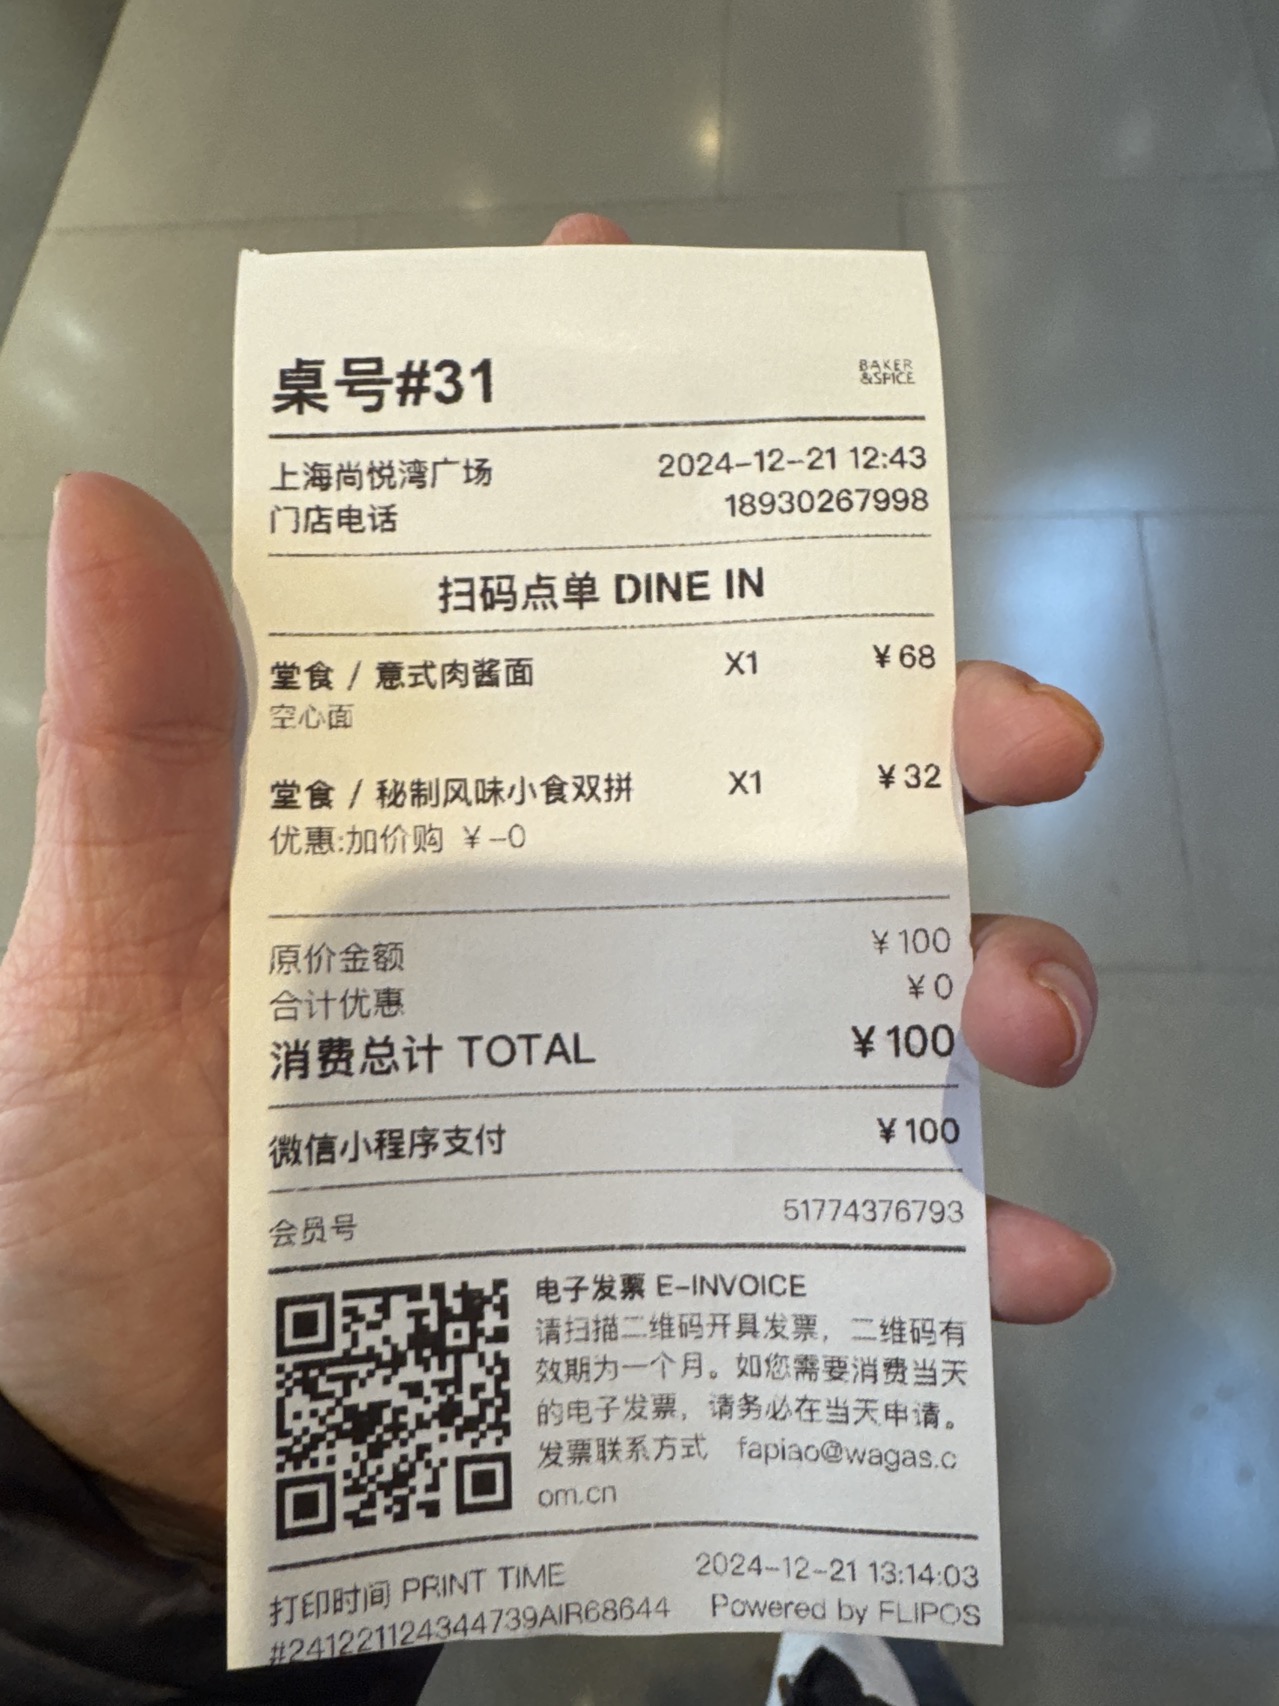 桌号#31
BAKER
&SPICE
上海尚悦湾广场 2024-12-21 12:43
门店电话 18930267998
扫码点单 DINE IN
堂食 / 意式肉酱面 X1 ¥68
空心面
堂食 / 秘制风味小食双拼 X1 ¥32
优惠:加价购 ¥-0
原价金额 ¥100
合计优惠 ¥0
消费总计 TOTAL ¥100
微信小程序支付 ¥100
会员号 51774376793
电子发票 E-INVOICE
请扫描二维码开具发票，二维码有
效期为一个月。如您需要消费当天
的电子发票，请务必在当天申请。
发票联系方式 fapiao@wagas.c
om.cn
打印时间 PRINT TIME 2024-12-21 13:14:03
#241221124344739AIR68644 Powered by FLIPOS